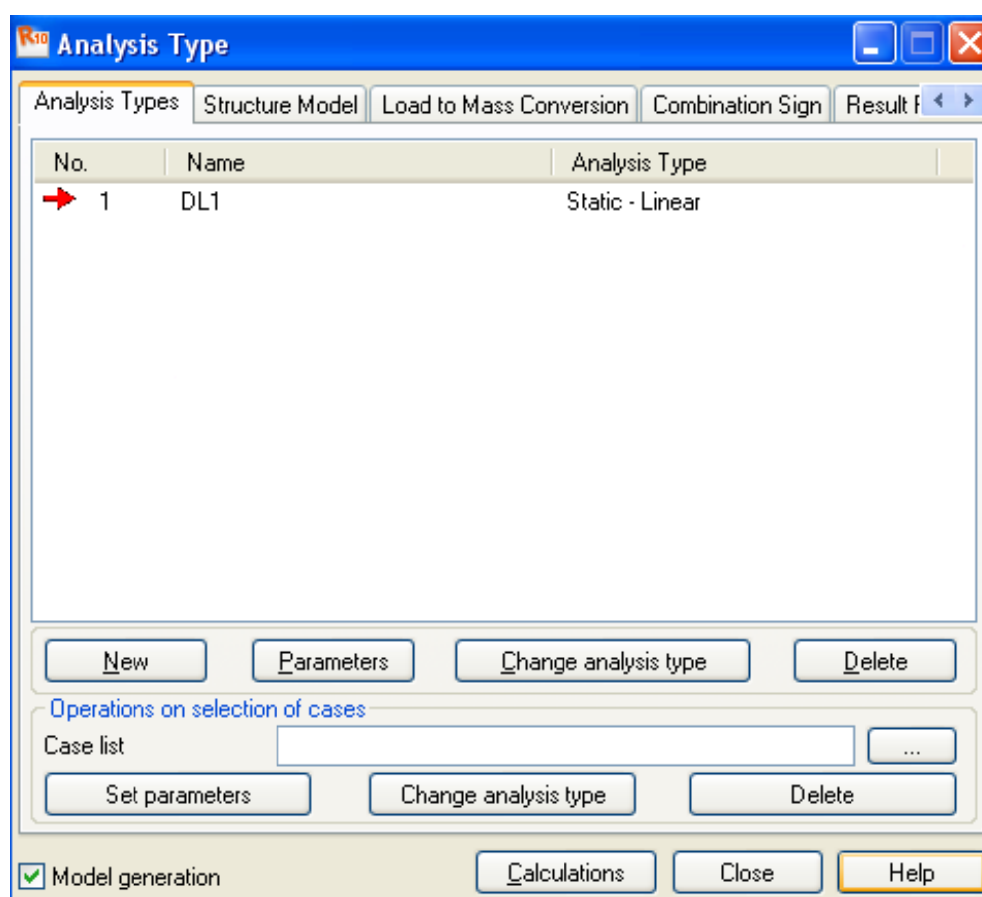 R10 Analysis Type
Analysis Types Structure Model Load to Mass Conversion Combination Sign Result
No. Name Analysis Type
1 DL1 Static - Linear
New Parameters Change analysis type Delete
Operations on selection of cases
Case list ...
Set parameters Change analysis type Delete
Model generation Calculations Close Help